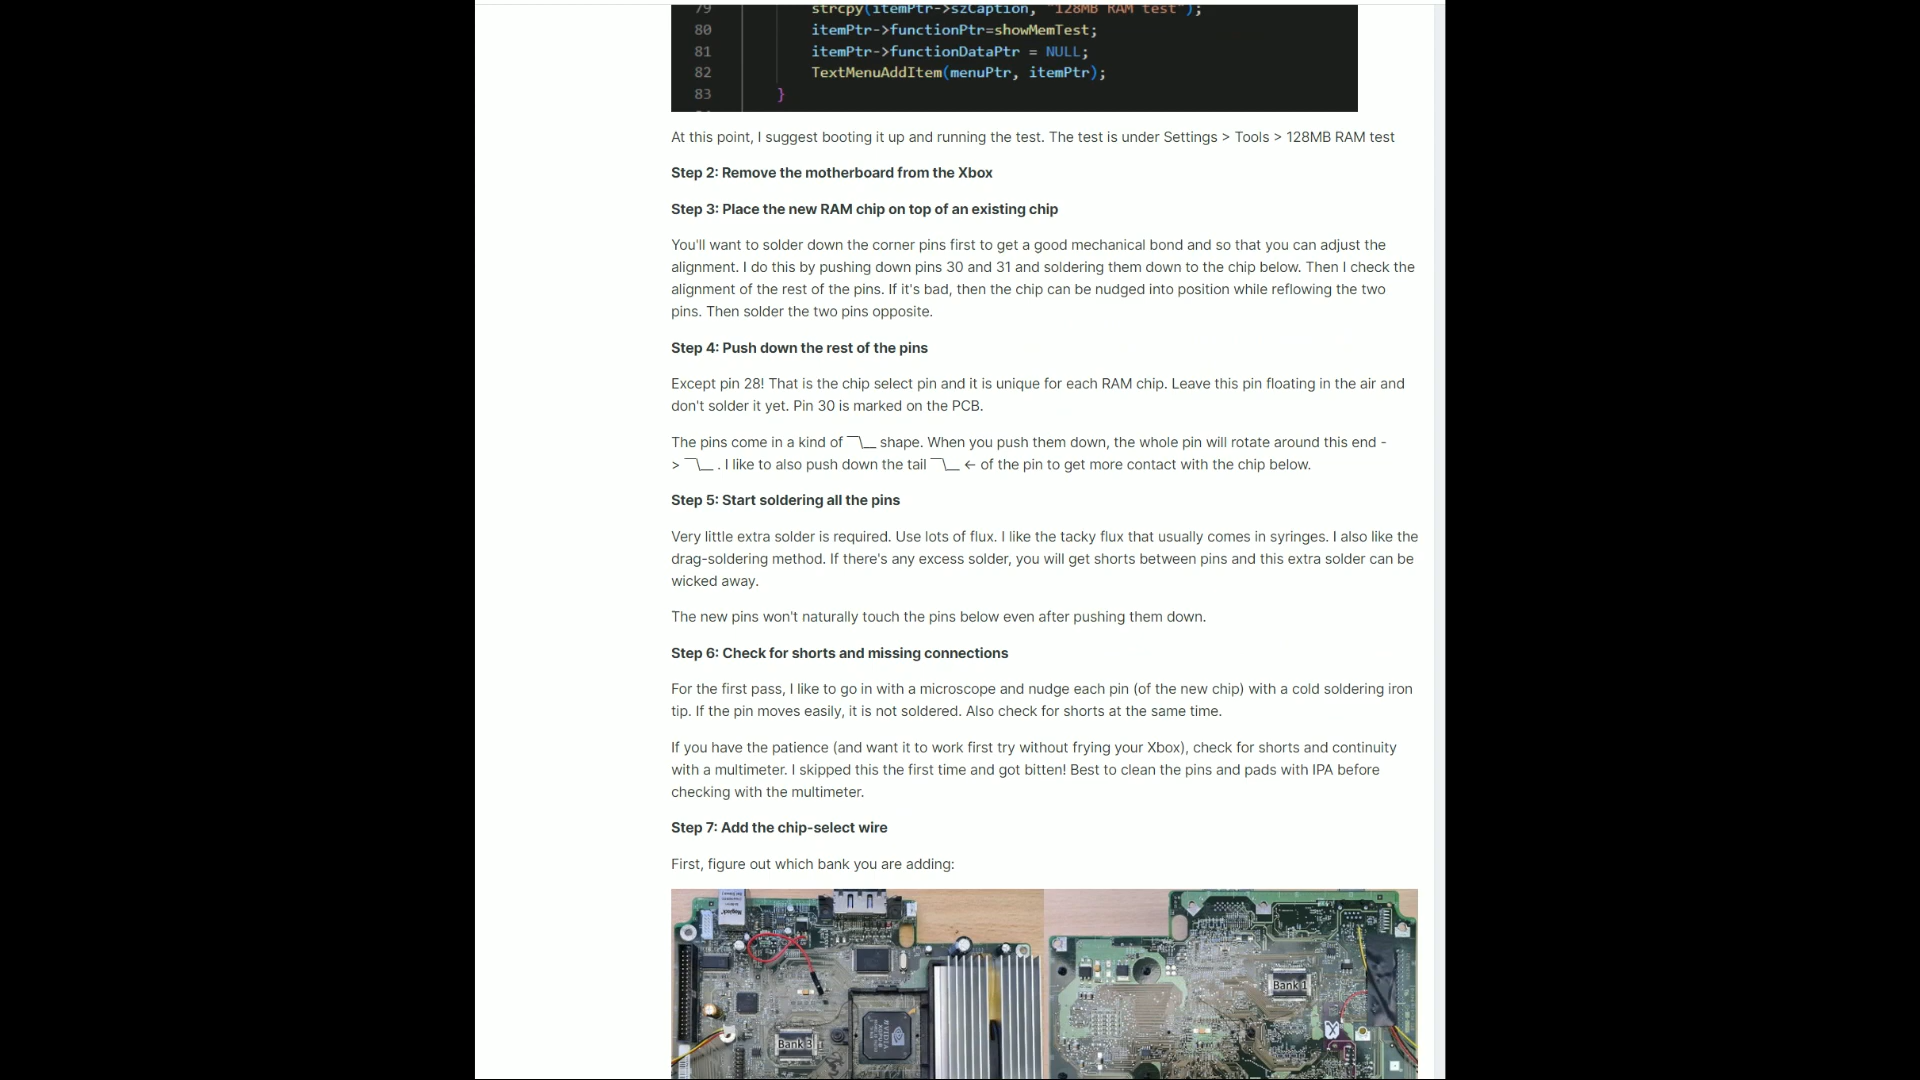 79 strcpy(itemPtr->szCaption, "128MB RAM test");
80 itemPtr->functionPtr=showMemTest;
81 itemPtr->functionDataPtr = NULL;
82 TextMenuAddItem(menuPtr, itemPtr);
83 }
At this point, I suggest booting it up and running the test. The test is under Settings > Tools > 128MB RAM test
Step 2: Remove the motherboard from the Xbox
Step 3: Place the new RAM chip on top of an existing chip
You'll want to solder down the corner pins first to get a good mechanical bond and so that you can adjust the
alignment. I do this by pushing down pins 30 and 31 and soldering them down to the chip below. Then I check the
alignment of the rest of the pins. If it's bad, then the chip can be nudged into position while reflowing the two
pins. Then solder the two pins opposite.
Step 4: Push down the rest of the pins
Except pin 28! That is the chip select pin and it is unique for each RAM chip. Leave this pin floating in the air and
don't solder it yet. Pin 30 is marked on the PCB.
The pins come in a kind of ‾‾\__ shape. When you push them down, the whole pin will rotate around this end -
> ‾‾\__ . I like to also push down the tail ‾‾\__ ← of the pin to get more contact with the chip below.
Step 5: Start soldering all the pins
Very little extra solder is required. Use lots of flux. I like the tacky flux that usually comes in syringes. I also like the
drag-soldering method. If there's any excess solder, you will get shorts between pins and this extra solder can be
wicked away.
The new pins won't naturally touch the pins below even after pushing them down.
Step 6: Check for shorts and missing connections
For the first pass, I like to go in with a microscope and nudge each pin (of the new chip) with a cold soldering iron
tip. If the pin moves easily, it is not soldered. Also check for shorts at the same time.
If you have the patience (and want it to work first try without frying your Xbox), check for shorts and continuity
with a multimeter. I skipped this the first time and got bitten! Best to clean the pins and pads with IPA before
checking with the multimeter.
Step 7: Add the chip-select wire
First, figure out which bank you are adding:
Bank 1
Bank 3